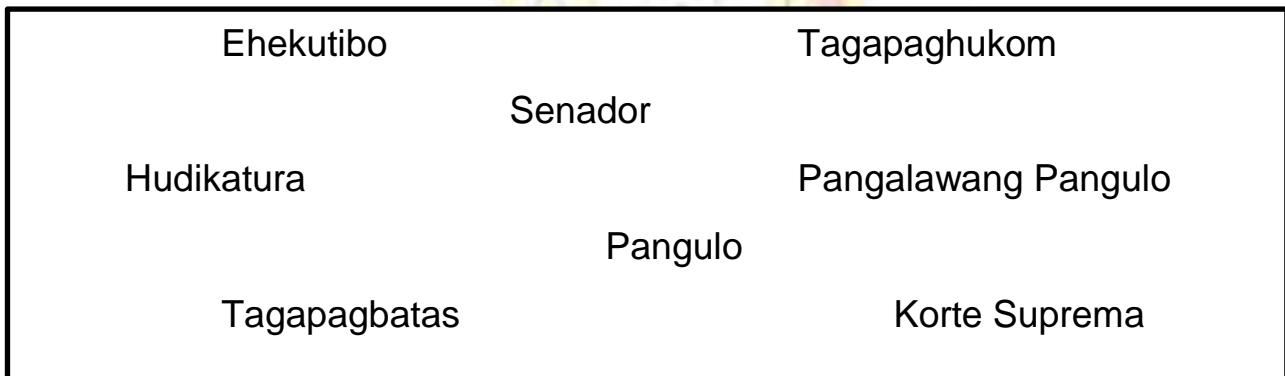 Ehekutibo Tagapaghukom
Senador
Hudikatura Pangalawang Pangulo
Pangulo
Tagapagbatas Korte Suprema